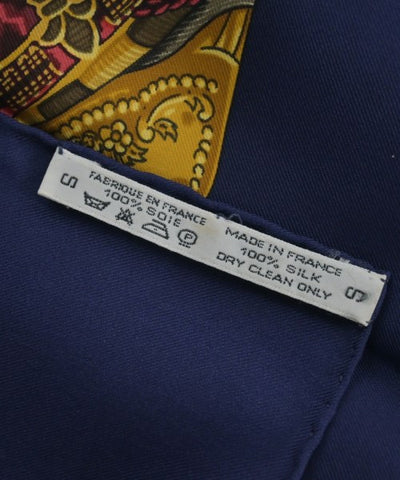 S
FABRIQUE EN FRANCE
100% SOIE
P
MADE IN FRANCE
100% SILK
DRY CLEAN ONLY
S